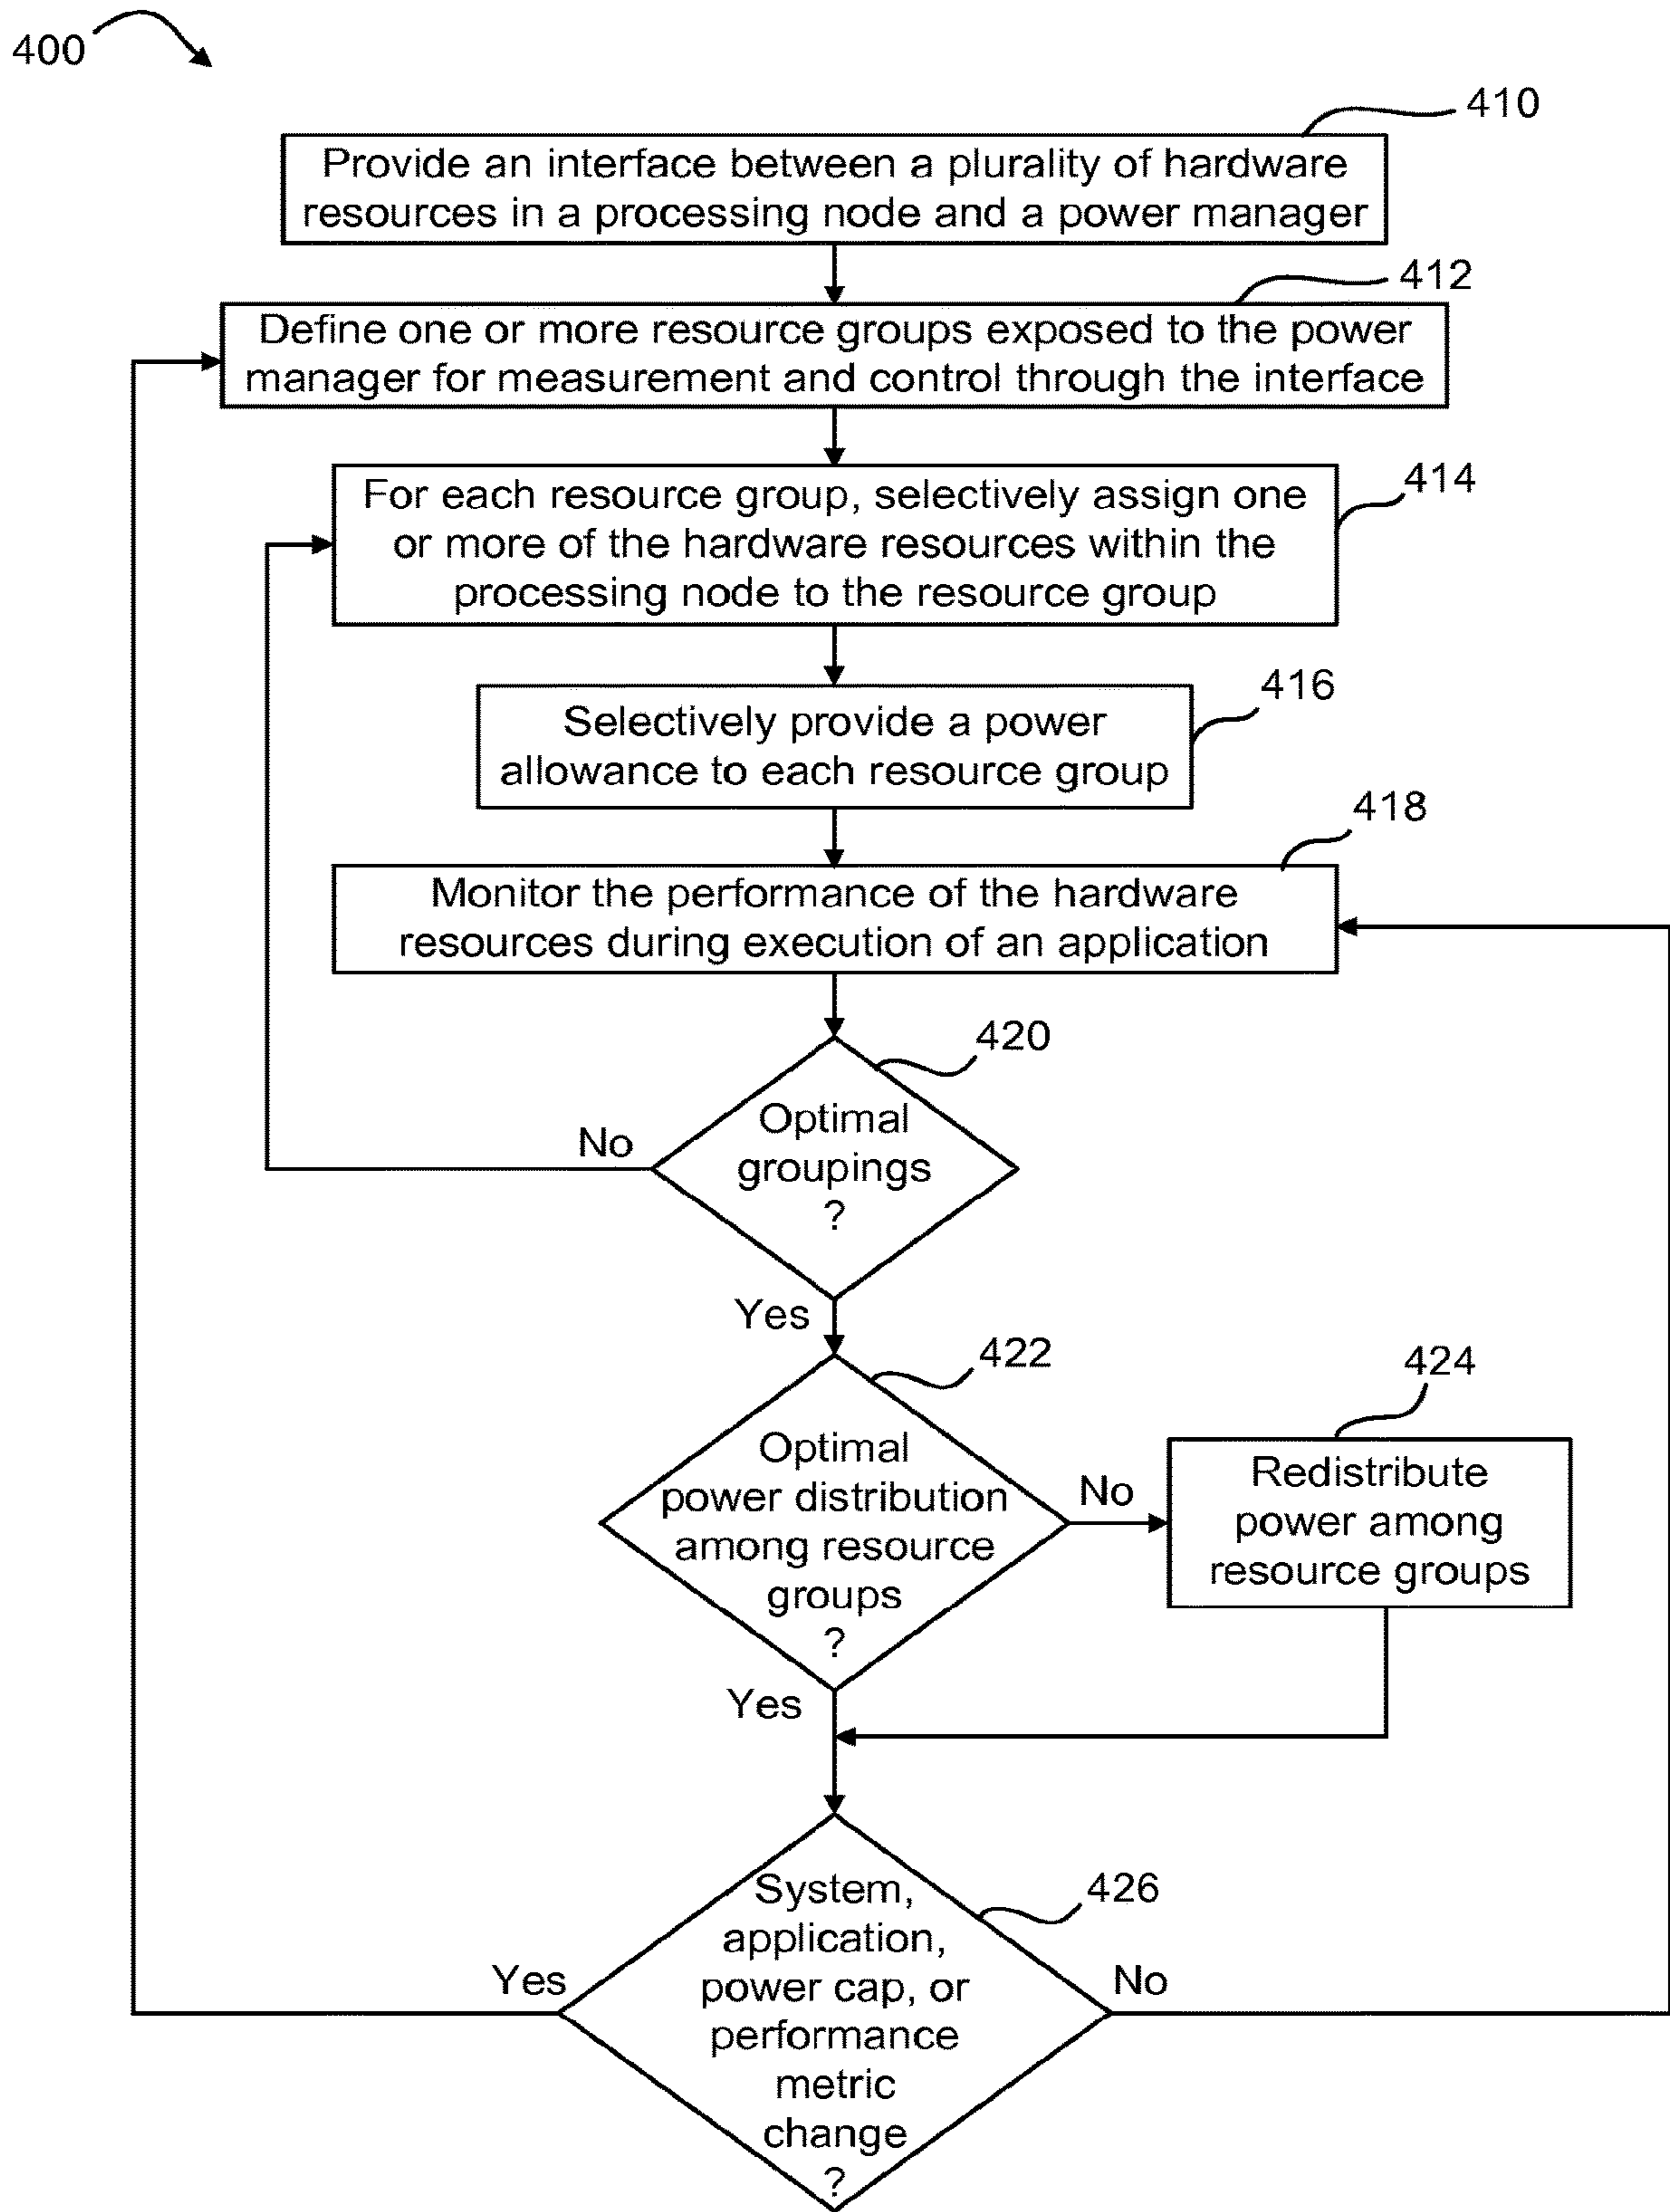 400
410
Provide an interface between a plurality of hardware
resources in a processing node and a power manager
412
Define one or more resource groups exposed to the power
manager for measurement and control through the interface
414
For each resource group, selectively assign one
or more of the hardware resources within the
processing node to the resource group
416
Selectively provide a power
allowance to each resource group
418
Monitor the performance of the hardware
resources during execution of an application
420
Optimal
groupings
?
No
Yes
422
Optimal
power distribution
among resource
groups
?
No
424
Redistribute
power among
resource groups
Yes
426
System,
application,
power cap, or
performance
metric
change
?
Yes
No